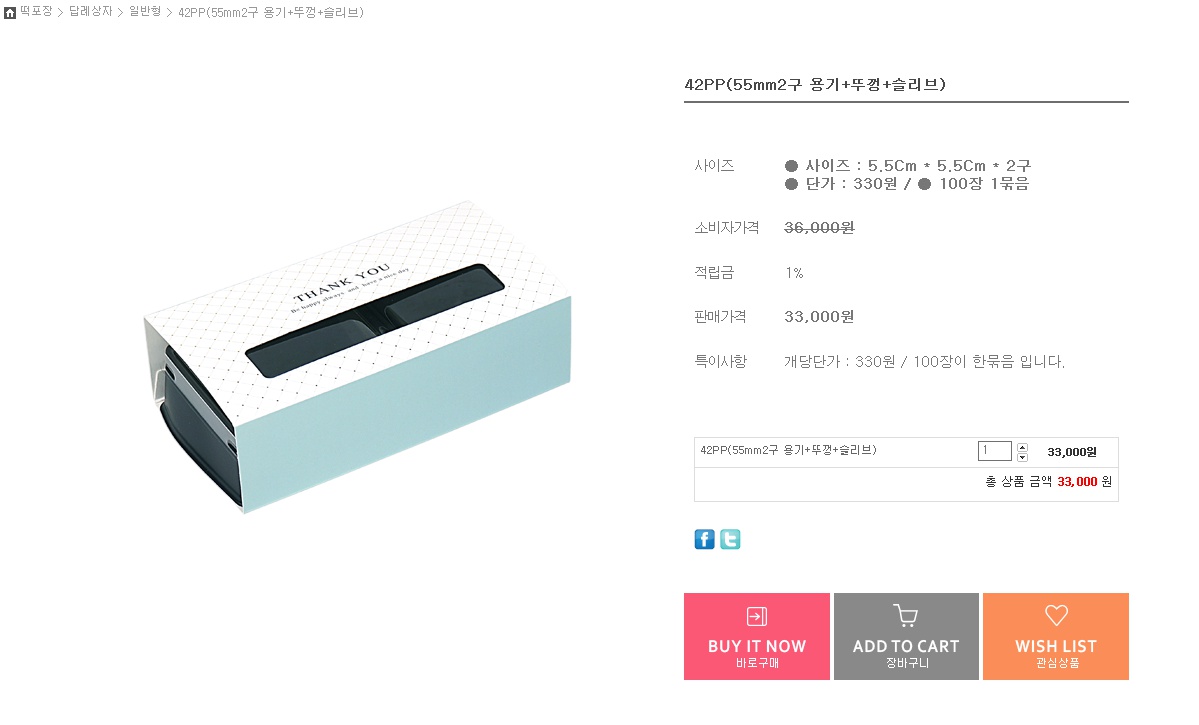 떡포장 > 답례상자 > 일반형 > 42PP(55mm2구 용기+뚜껑+슬리브)
42PP(55mm2구 용기+뚜껑+슬리브)
사이즈 ● 사이즈 : 5.5Cm * 5.5Cm * 2구
● 단가 : 330원 / ● 100장 1묶음
소비자가격 36,000원
적립금 1%
판매가격 33,000원
특이사항 개당단가 : 330원 / 100장이 한묶음 입니다.
THANK YOU
Be happy always and have a nice day
42PP(55mm2구 용기+뚜껑+슬리브) 1 33,000원
총 상품 금액 33,000 원
f t
BUY IT NOW ADD TO CART WISH LIST
바로구매 장바구니 관심상품